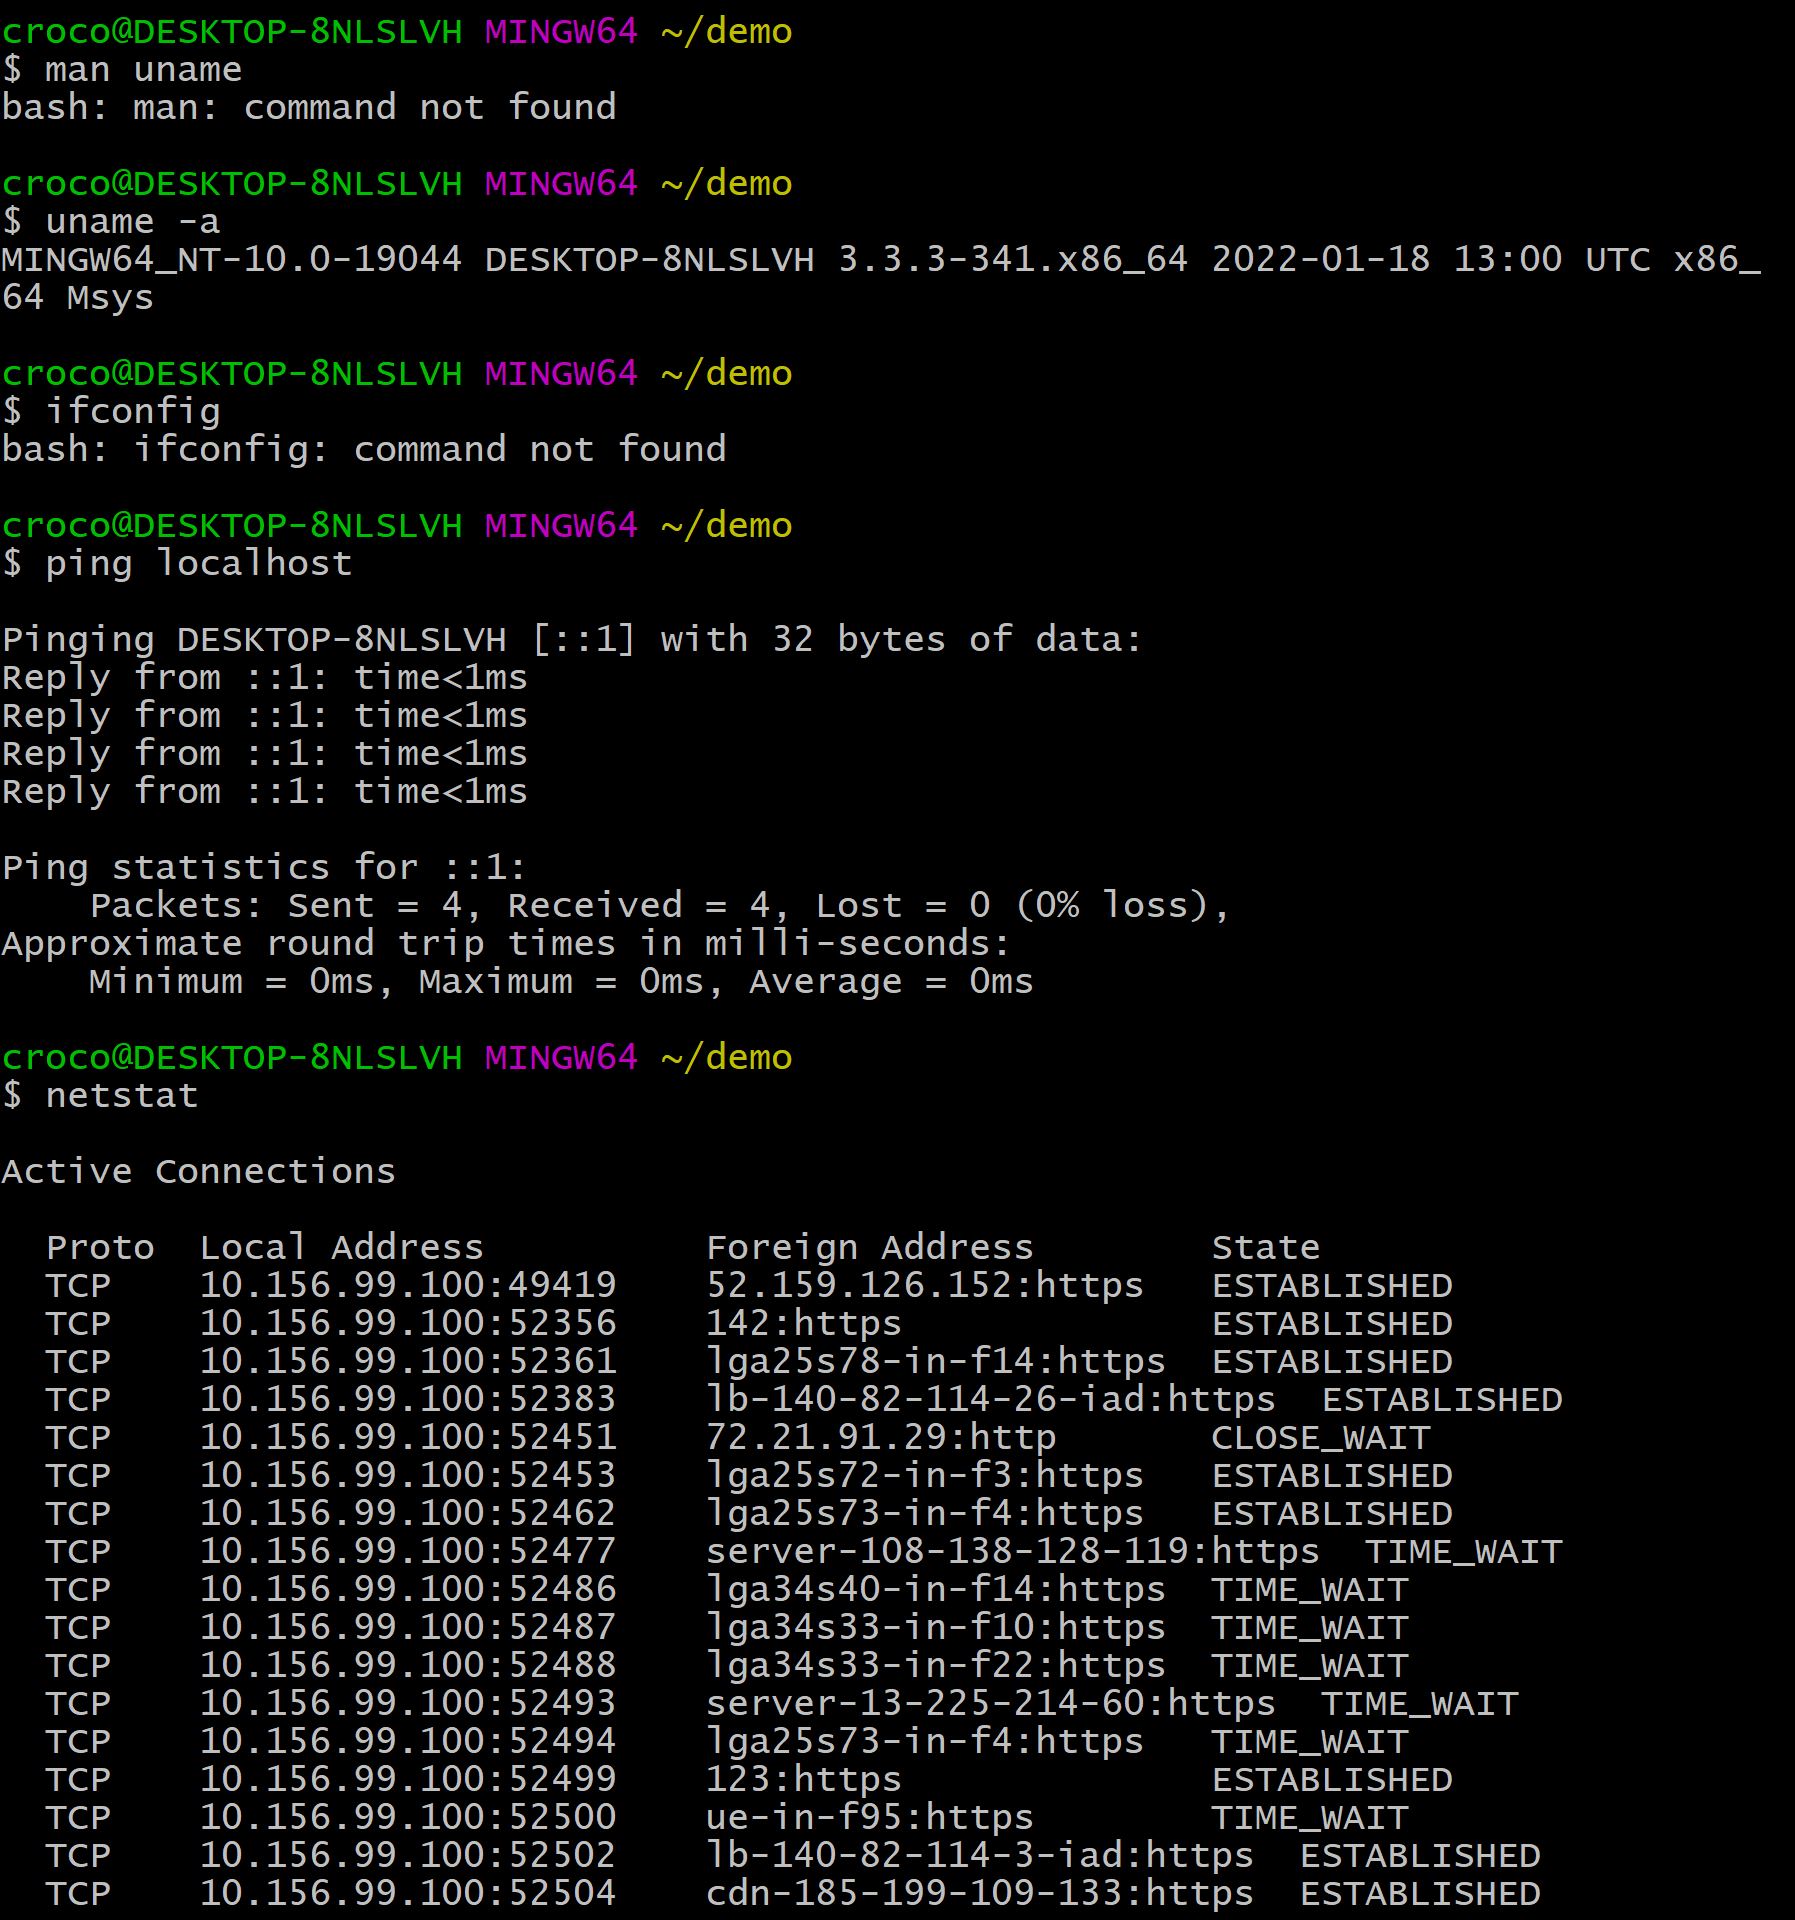 croco@DESKTOP-8NLSLVH MINGW64 ~/demo
$ man uname
bash: man: command not found
croco@DESKTOP-8NLSLVH MINGW64 ~/demo
$ uname -a
MINGW64_NT-10.0-19044 DESKTOP-8NLSLVH 3.3.3-341.x86_64 2022-01-18 13:00 UTC x86_
64 Msys
croco@DESKTOP-8NLSLVH MINGW64 ~/demo
$ ifconfig
bash: ifconfig: command not found
croco@DESKTOP-8NLSLVH MINGW64 ~/demo
$ ping localhost
Pinging DESKTOP-8NLSLVH [::1] with 32 bytes of data:
Reply from ::1: time<1ms
Reply from ::1: time<1ms
Reply from ::1: time<1ms
Reply from ::1: time<1ms
Ping statistics for ::1:
    Packets: Sent = 4, Received = 4, Lost = 0 (0% loss),
Approximate round trip times in milli-seconds:
    Minimum = 0ms, Maximum = 0ms, Average = 0ms
croco@DESKTOP-8NLSLVH MINGW64 ~/demo
$ netstat
Active Connections
  Proto  Local Address          Foreign Address        State
  TCP    10.156.99.100:49419    52.159.126.152:https   ESTABLISHED
  TCP    10.156.99.100:52356    142:https              ESTABLISHED
  TCP    10.156.99.100:52361    lga25s78-in-f14:https  ESTABLISHED
  TCP    10.156.99.100:52383    lb-140-82-114-26-iad:https  ESTABLISHED
  TCP    10.156.99.100:52451    72.21.91.29:http       CLOSE_WAIT
  TCP    10.156.99.100:52453    lga25s72-in-f3:https   ESTABLISHED
  TCP    10.156.99.100:52462    lga25s73-in-f4:https   ESTABLISHED
  TCP    10.156.99.100:52477    server-108-138-128-119:https  TIME_WAIT
  TCP    10.156.99.100:52486    lga34s40-in-f14:https  TIME_WAIT
  TCP    10.156.99.100:52487    lga34s33-in-f10:https  TIME_WAIT
  TCP    10.156.99.100:52488    lga34s33-in-f22:https  TIME_WAIT
  TCP    10.156.99.100:52493    server-13-225-214-60:https  TIME_WAIT
  TCP    10.156.99.100:52494    lga25s73-in-f4:https   TIME_WAIT
  TCP    10.156.99.100:52499    123:https              ESTABLISHED
  TCP    10.156.99.100:52500    ue-in-f95:https        TIME_WAIT
  TCP    10.156.99.100:52502    lb-140-82-114-3-iad:https  ESTABLISHED
  TCP    10.156.99.100:52504    cdn-185-199-109-133:https  ESTABLISHED